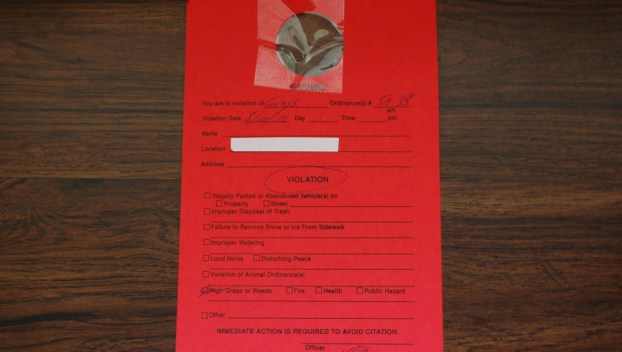 You are in violation of Grass Ordinance(s) #
am
Violation Date Day Time pm
Name
Location
Address
VIOLATION
Illegally Parked or Abandoned Vehicle(s) on
Property Street
Improper Disposal of Trash
Failure to Remove Snow or Ice From Sidewalk
Improper Watering
Loud Noise Disturbing Peace
Violation of Animal Ordinance(s)
High Grass or Weeds Fire Health Public Hazard
Other
IMMEDIATE ACTION IS REQUIRED TO AVOID CITATION
Officer